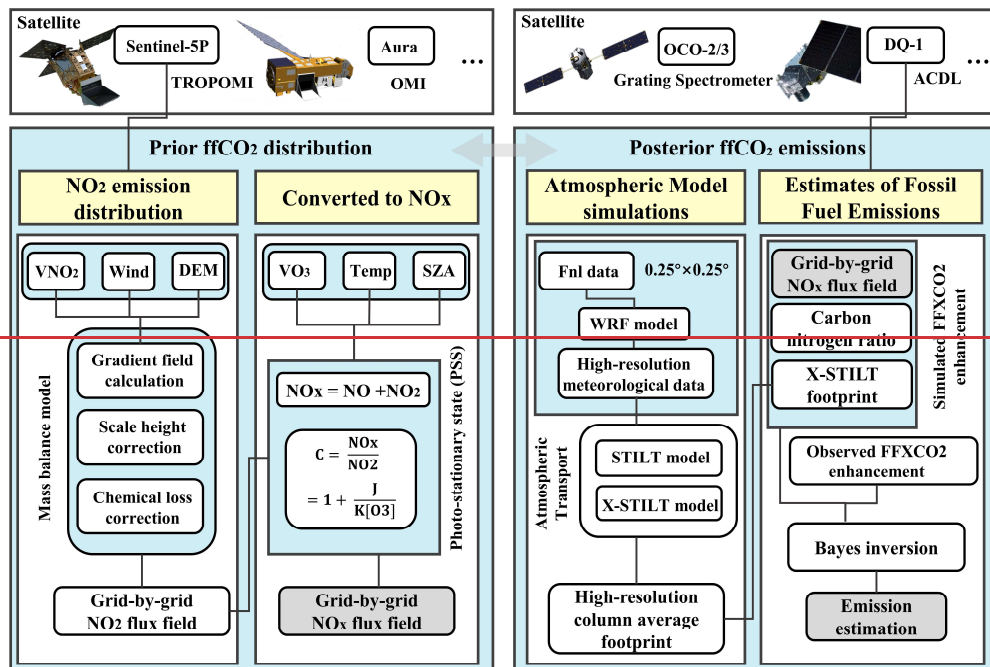 Satellite
Sentinel-5P
TROPOMI
Aura
OMI
...
Satellite
OCO-2/3
Grating Spectrometer
DQ-1
ACDL
...
Prior ffCO₂ distribution
NO₂ emission
distribution
Converted to NOx
VNO₂
Wind
DEM
Mass balance model
Gradient field
calculation
Scale height
correction
Chemical loss
correction
Grid-by-grid
NO₂ flux field
VO₃
Temp
SZA
Photo-stationary state (PSS)
NOx = NO +NO₂
C = NOx/NO2
= 1 + J/K[O3]
Grid-by-grid
NOₓ flux field
Posterior ffCO₂ emissions
Atmospheric Model
simulations
Estimates of Fossil
Fuel Emissions
Fnl data
0.25°×0.25°
WRF model
High-resolution
meteorological data
Atmospheric
Transport
STILT model
X-STILT model
High-resolution
column average
footprint
Grid-by-grid
NOₓ flux field
Carbon
nitrogen ratio
X-STILT
footprint
Simulated FFXCO2
enhancement
Observed FFXCO2
enhancement
Bayes inversion
Emission
estimation